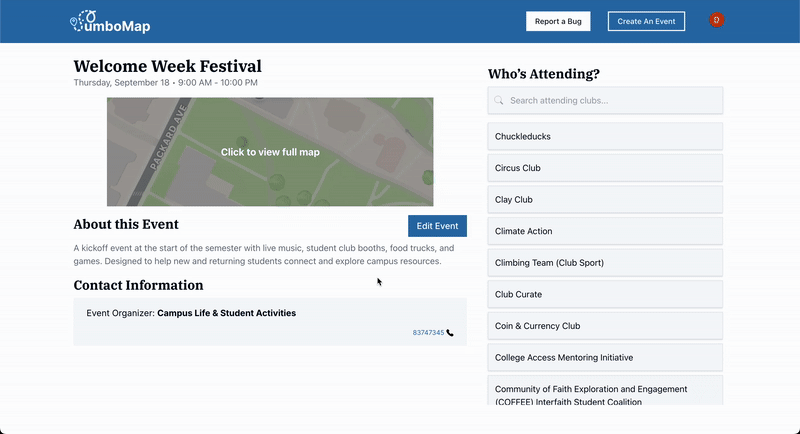 JumboMap
Report a Bug
Create An Event
Welcome Week Festival
Thursday, September 18 • 9:00 AM - 10:00 PM
PACKARD AVE
Click to view full map
About this Event
Edit Event
A kickoff event at the start of the semester with live music, student club booths, food trucks, and
games. Designed to help new and returning students connect and explore campus resources.
Contact Information
Event Organizer: Campus Life & Student Activities
83747345
Who's Attending?
Search attending clubs...
Chuckleducks
Circus Club
Clay Club
Climate Action
Climbing Team (Club Sport)
Club Curate
Coin & Currency Club
College Access Mentoring Initiative
Community of Faith Exploration and Engagement
(COFFEE) Interfaith Student Coalition